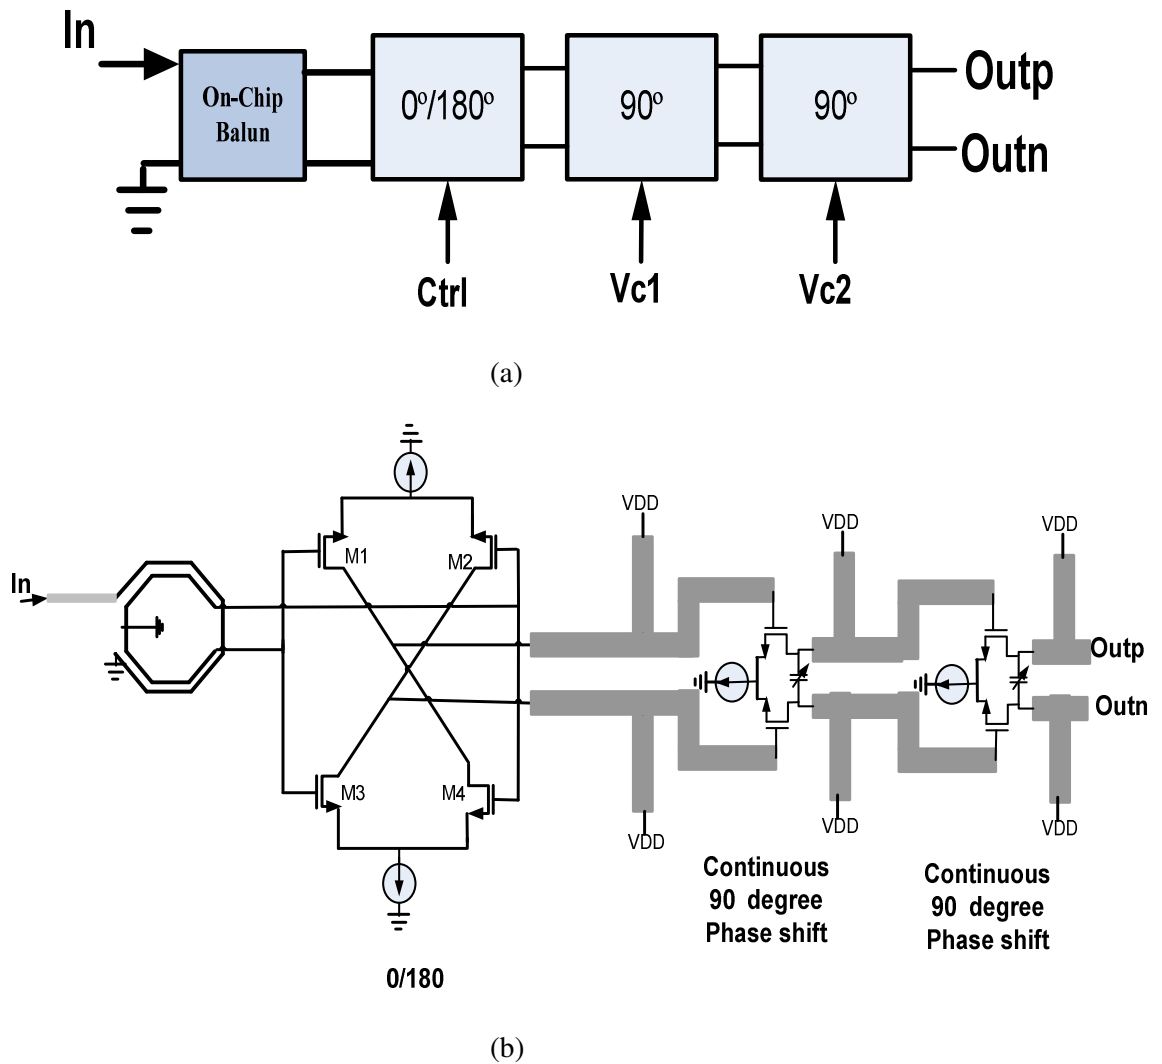 In
On-Chip
Balun
0º/180º
90º
90º
Outp
Outn
Ctrl
Vc1
Vc2
(a)
VDD
VDD
VDD
M1
M2
In
Outp
Outn
M3
M4
VDD
VDD
VDD
Continuous
90 degree
Phase shift
Continuous
90 degree
Phase shift
0/180
(b)